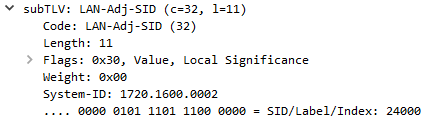 subTLV: LAN-Adj-SID (c=32, l=11)
Code: LAN-Adj-SID (32)
Length: 11
Flags: 0x30, Value, Local Significance
Weight: 0x00
System-ID: 1720.1600.0002
.... 0000 0101 1101 1100 0000 = SID/Label/Index: 24000